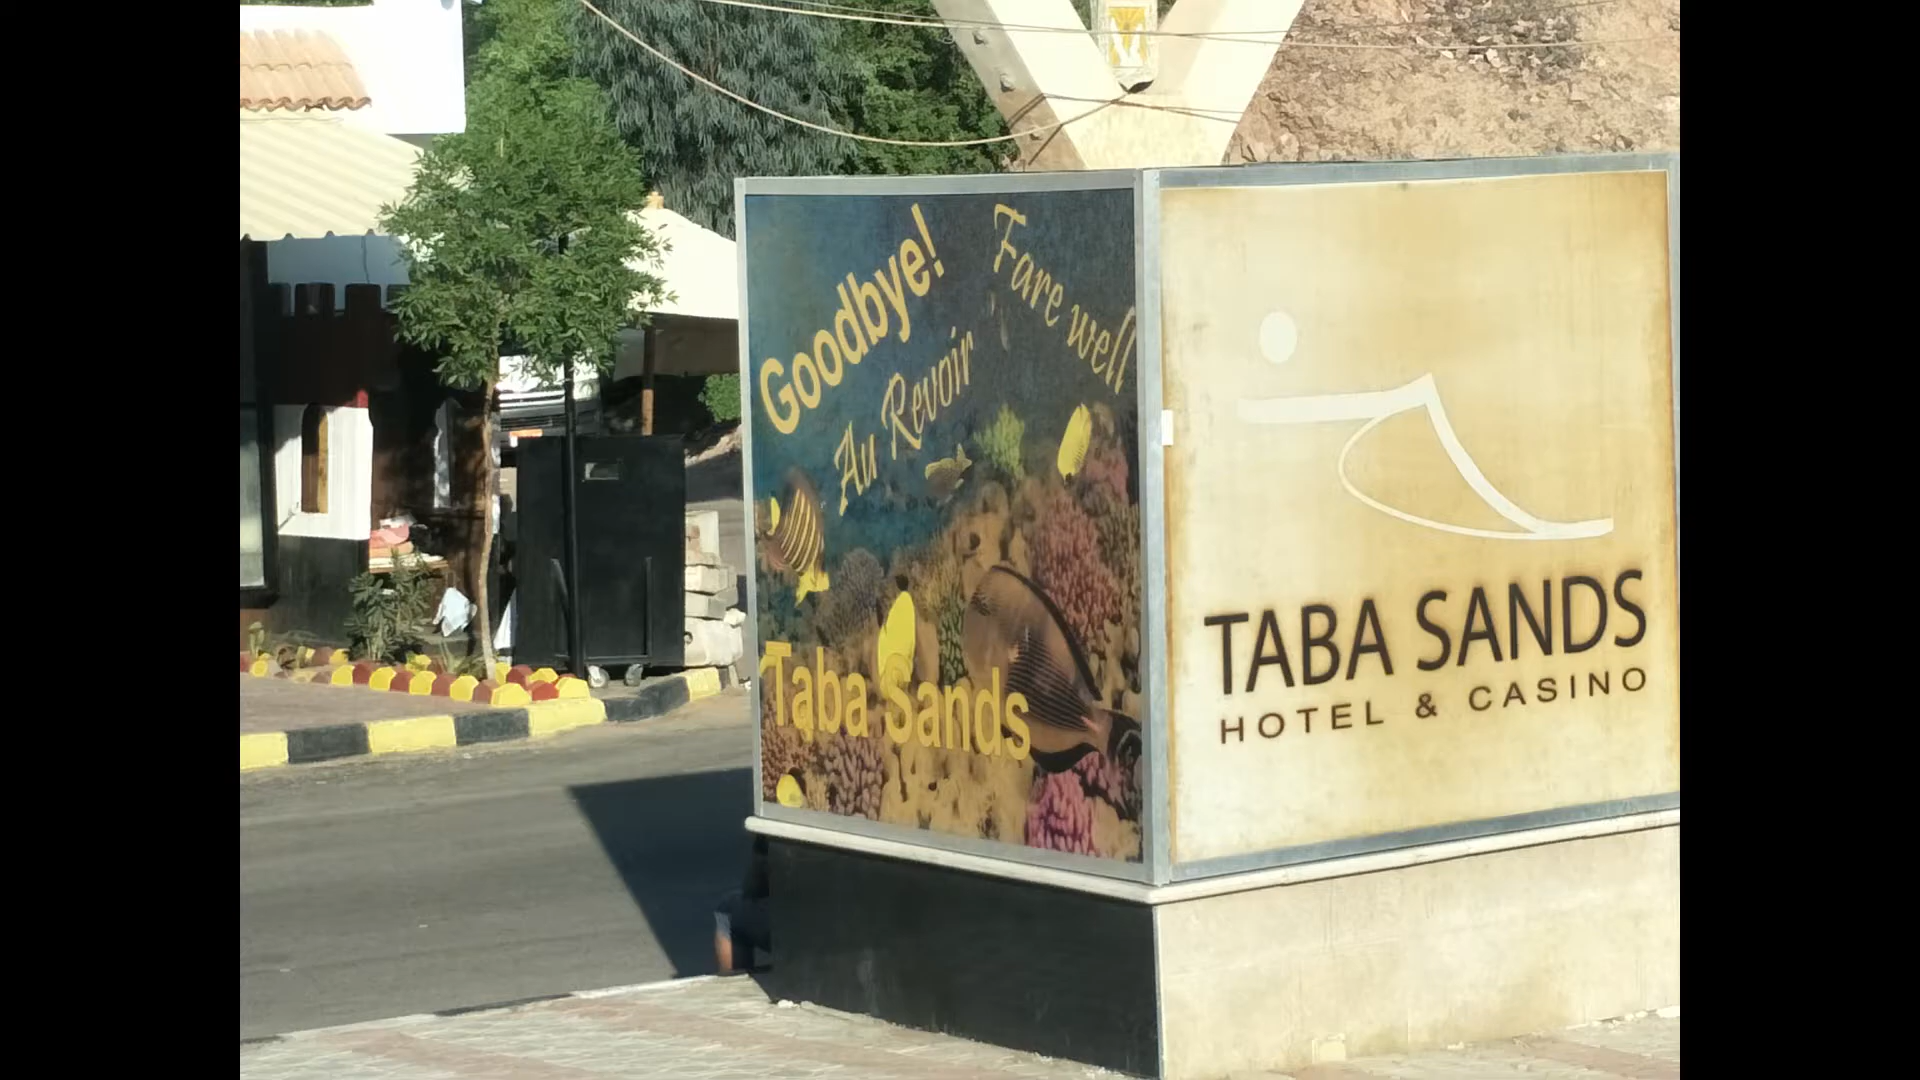 Goodbye!
Fare well
Au Revoir
Taba Sands
TABA SANDS
HOTEL & CASINO